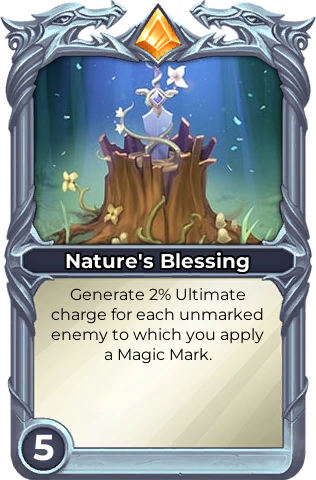 Nature's Blessing
Generate 2% Ultimate
charge for each unmarked
enemy to which you apply
a Magic Mark.
5